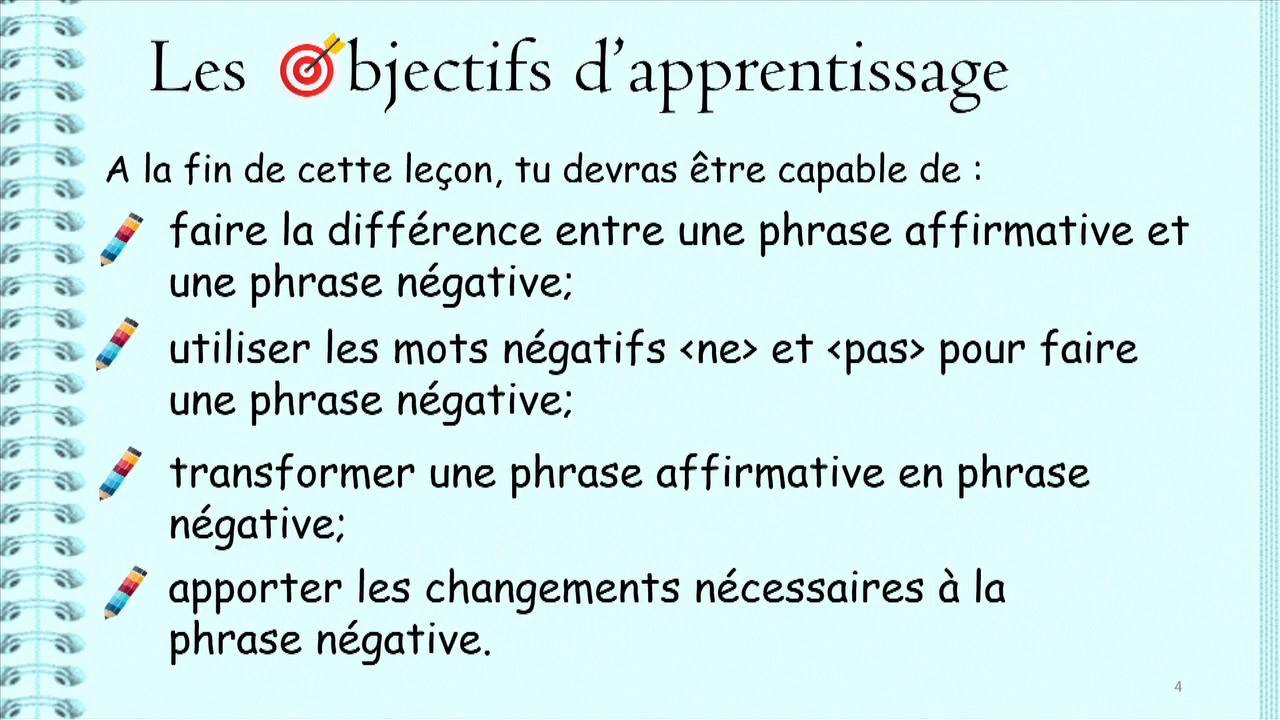 Les 🎯bjectifs d’apprentissage
A la fin de cette leçon, tu devras être capable de :
faire la différence entre une phrase affirmative et
une phrase négative;
utiliser les mots négatifs <ne> et <pas> pour faire
une phrase négative;
transformer une phrase affirmative en phrase
négative;
apporter les changements nécessaires à la
phrase négative.
4